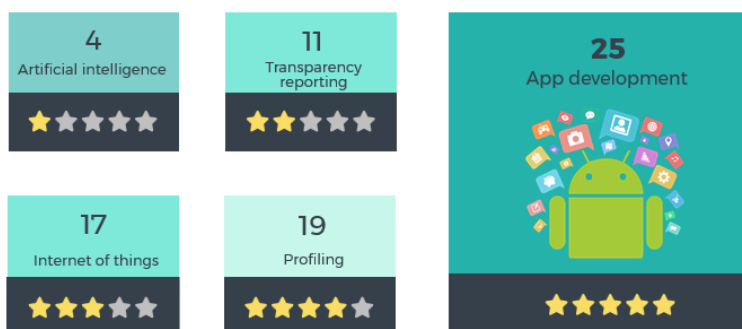 4
Artificial intelligence
11
Transparency
reporting
25
App development
17
Internet of things
19
Profiling